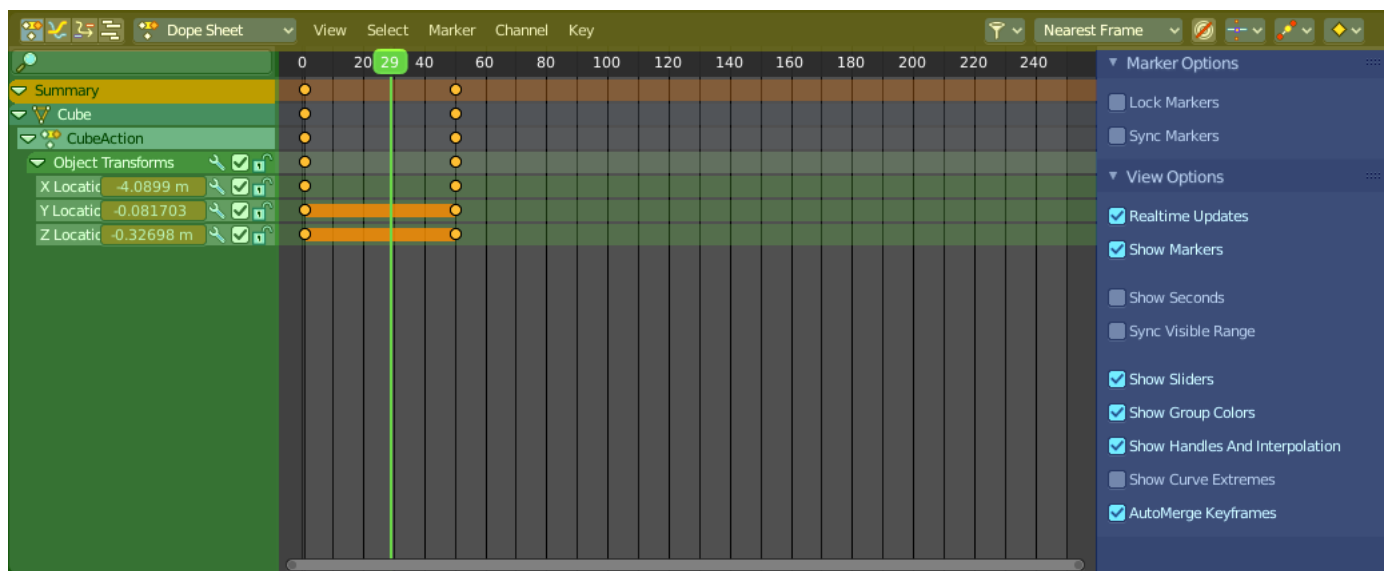 Dope Sheet View Select Marker Channel Key Nearest Frame
0 20 29 40 60 80 100 120 140 160 180 200 220 240
Summary
Cube
CubeAction
Object Transforms
X Locatic -4.0899 m
Y Locatic -0.081703
Z Locatic -0.32698 m
Marker Options
Lock Markers
Sync Markers
View Options
Realtime Updates
Show Markers
Show Seconds
Sync Visible Range
Show Sliders
Show Group Colors
Show Handles And Interpolation
Show Curve Extremes
AutoMerge Keyframes